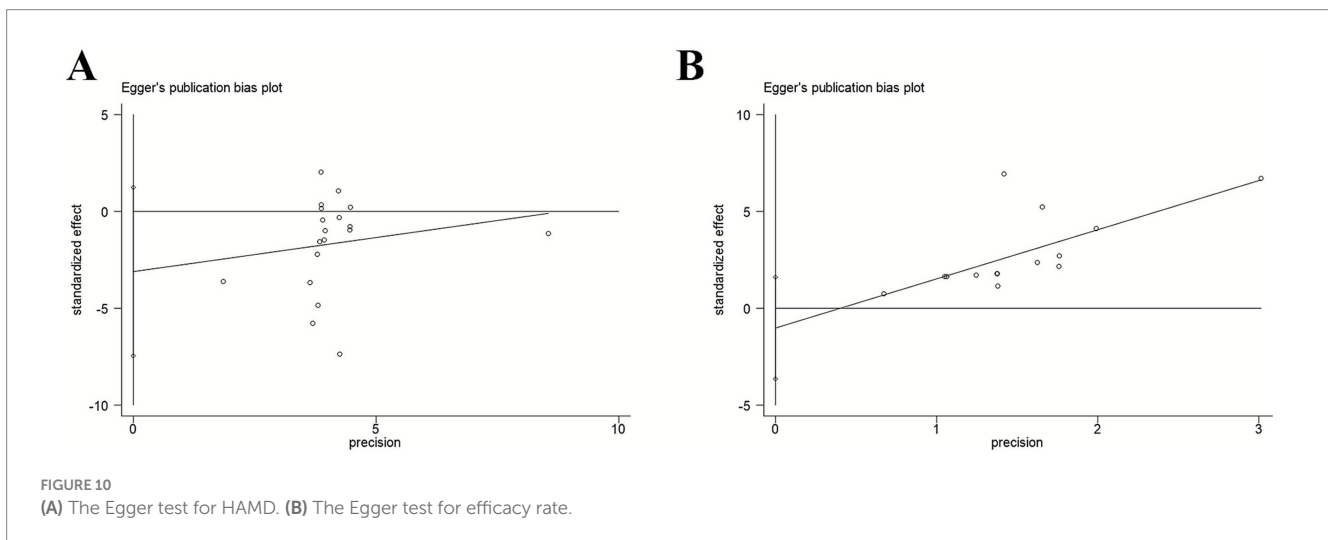 A
Egger's publication bias plot
5
0
-5
-10
standardized effect
0
5
10
precision
B
Egger's publication bias plot
10
5
0
-5
standardized effect
0
1
2
3
precision
FIGURE 10
(A) The Egger test for HAMD. (B) The Egger test for efficacy rate.